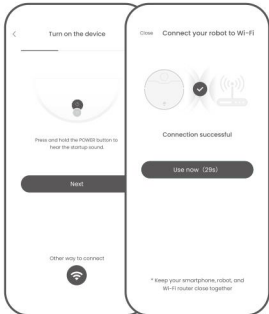 Turn on the device
Press and hold the POWER button to
hear the startup sound.
Next
Other way to connect
Close
Connect your robot to Wi-Fi
Connection successful
Use now (29s)
* Keep your smartphone, robot, and
Wi-Fi router close together